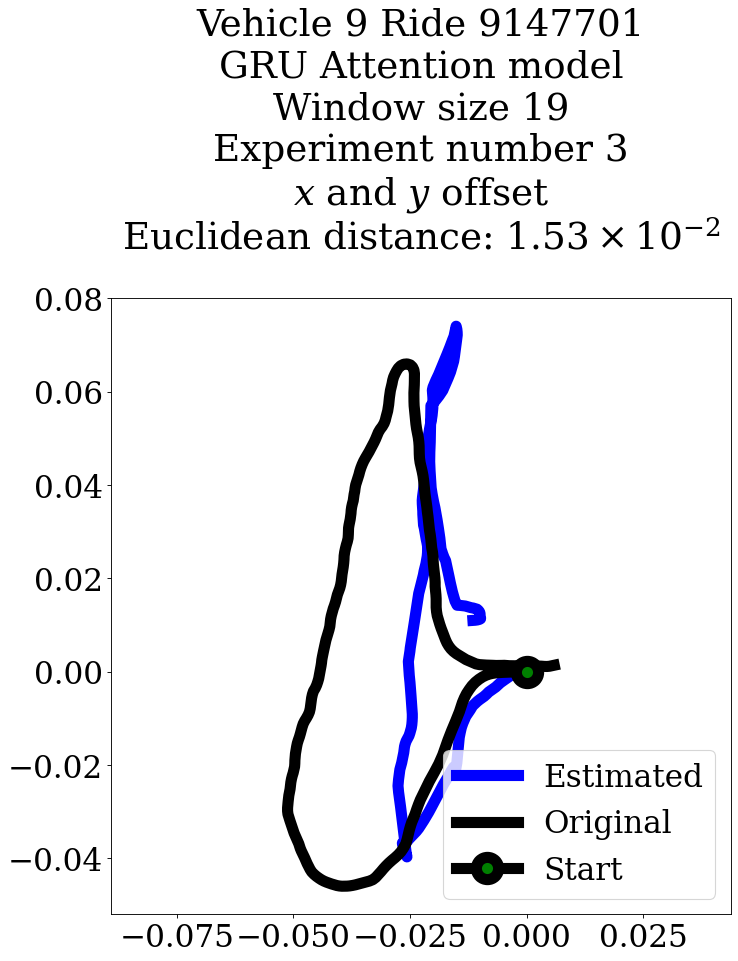 Vehicle 9 Ride 9147701
GRU Attention model
Window size 19
Experiment number 3
x and y offset
Euclidean distance: 1.53 × 10⁻²
0.08
0.06
0.04
0.02
0.00
−0.02
−0.04
Estimated
Original
Start
−0.075 −0.050 −0.025 0.000 0.025